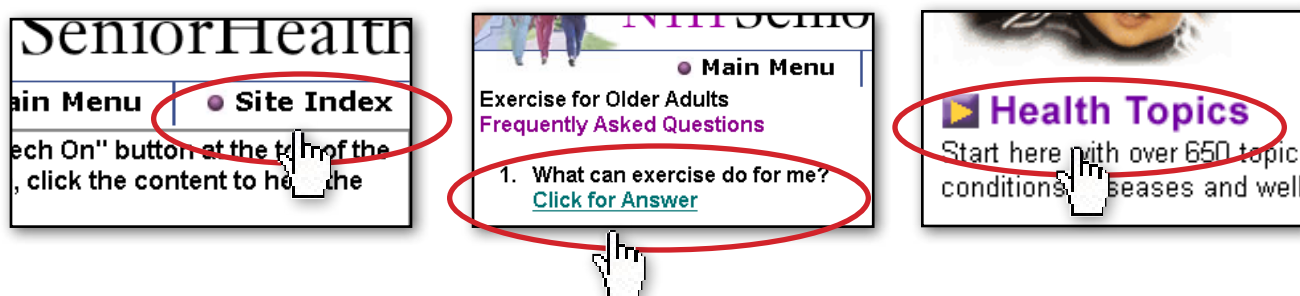 SeniorHealth
ain Menu
Site Index
ech On" button at the top of the
, click the content to he the
Main Menu
Exercise for Older Adults
Frequently Asked Questions
1. What can exercise do for me?
Click for Answer
Health Topics
Start here with over 650 topic
conditions, seases and well